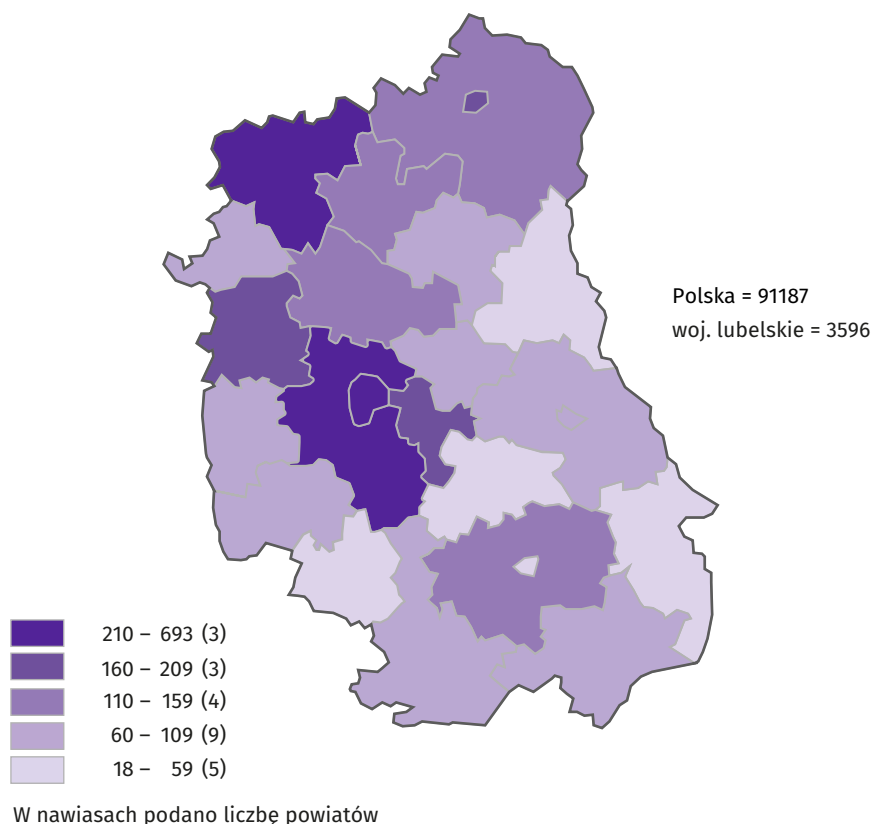 Polska = 91187
woj. lubelskie = 3596
210 – 693 (3)
160 – 209 (3)
110 – 159 (4)
60 – 109 (9)
18 – 59 (5)
W nawiasach podano liczbę powiatów